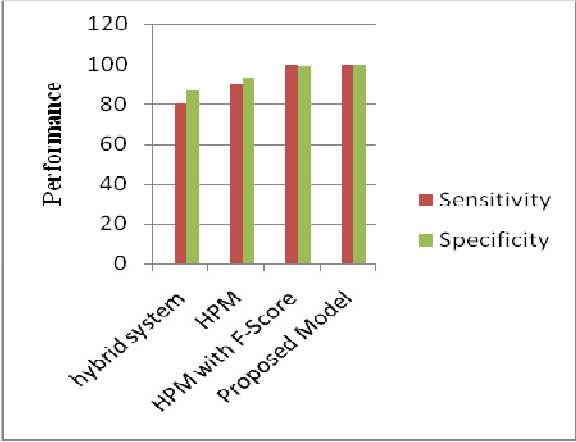 120
100
80
60
40
20
0
Performance
hybrid system
HPM
HPM with F-Score
Proposed Model
Sensitivity
Specificity